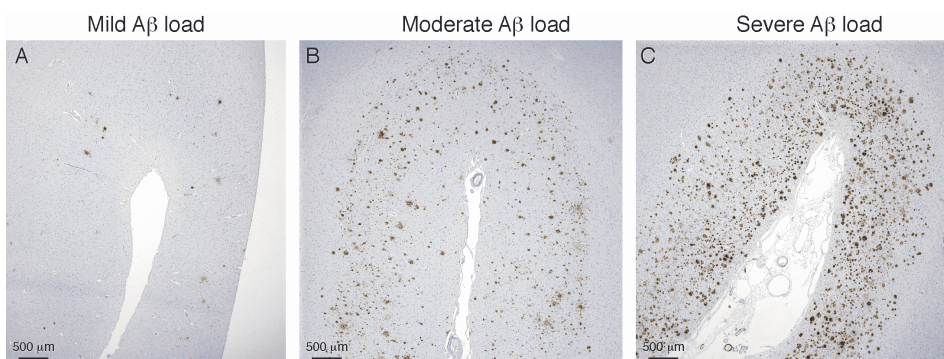 Mild Aβ load
Moderate Aβ load
Severe Aβ load
A
B
C
500 μm
500 μm
500 μm